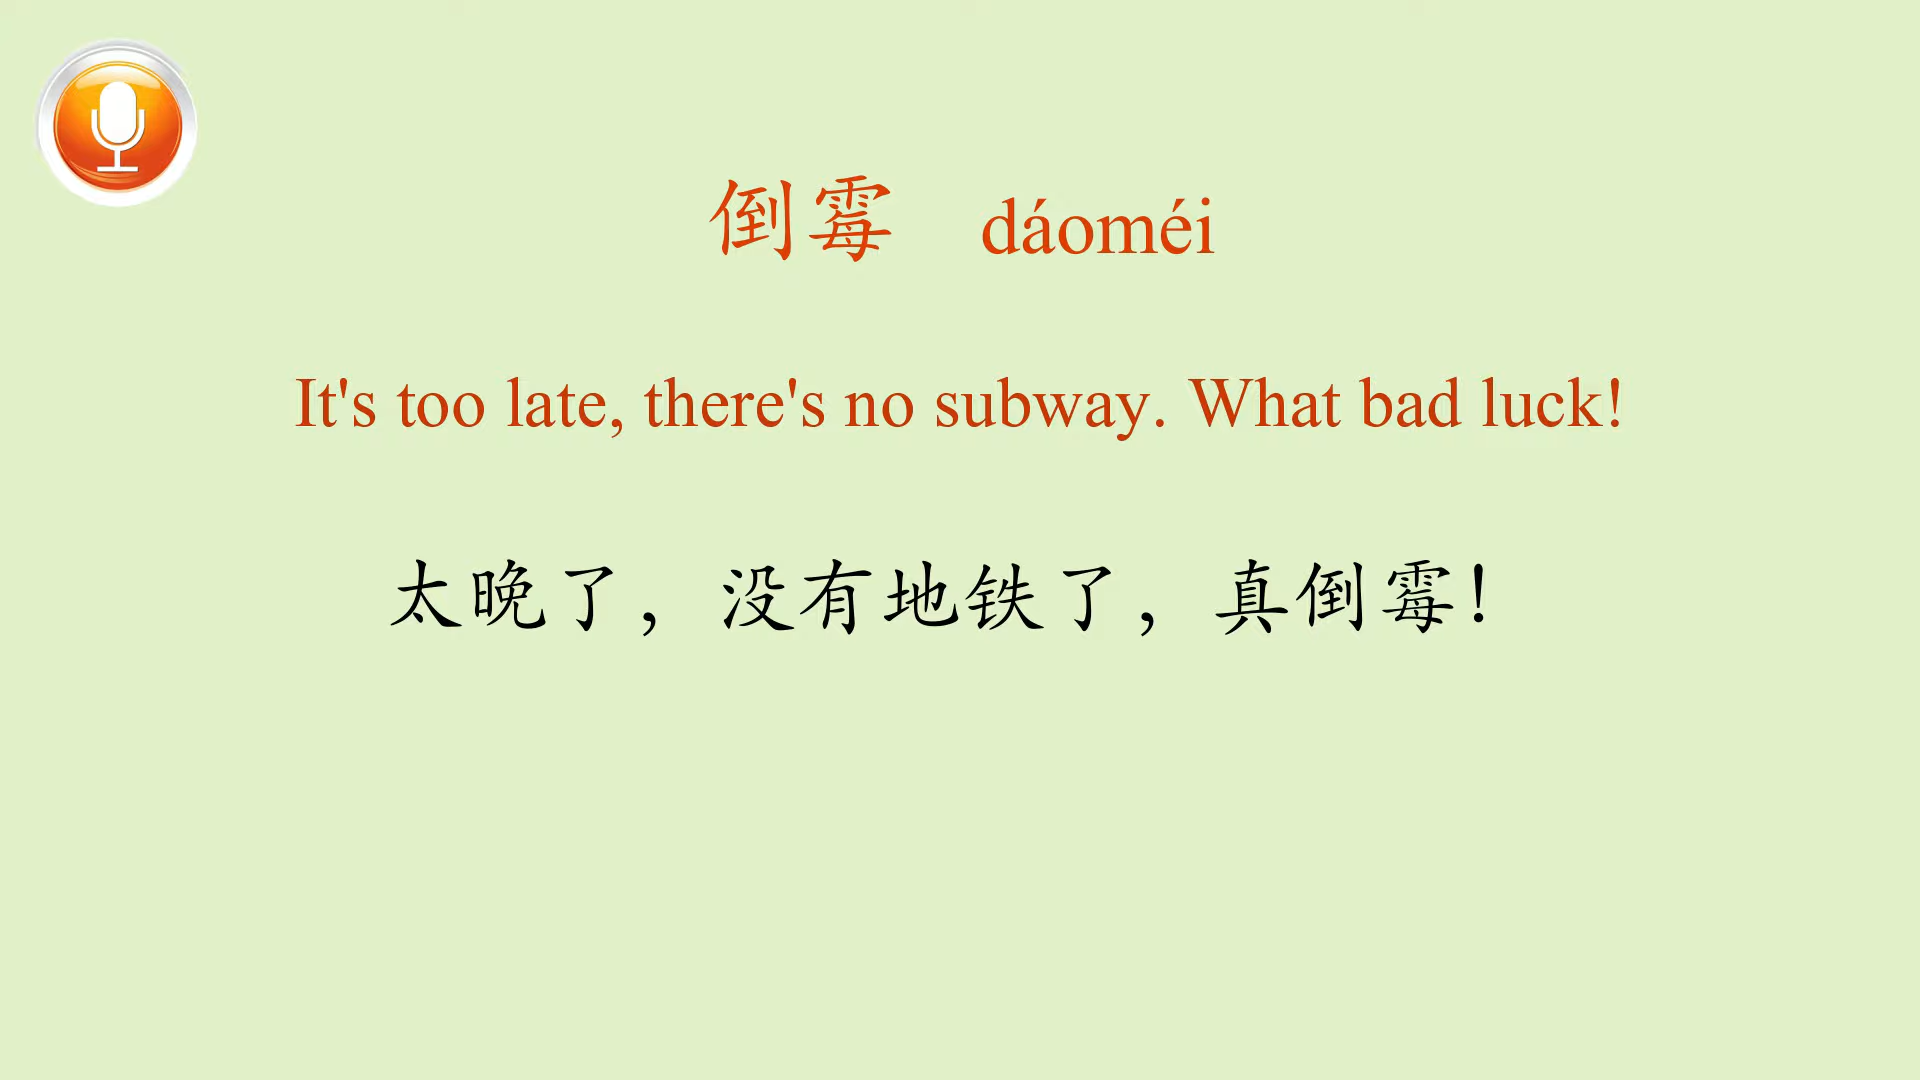 倒霉 dáoméi
It's too late, there's no subway. What bad luck!
太晚了，没有地铁了，真倒霉！